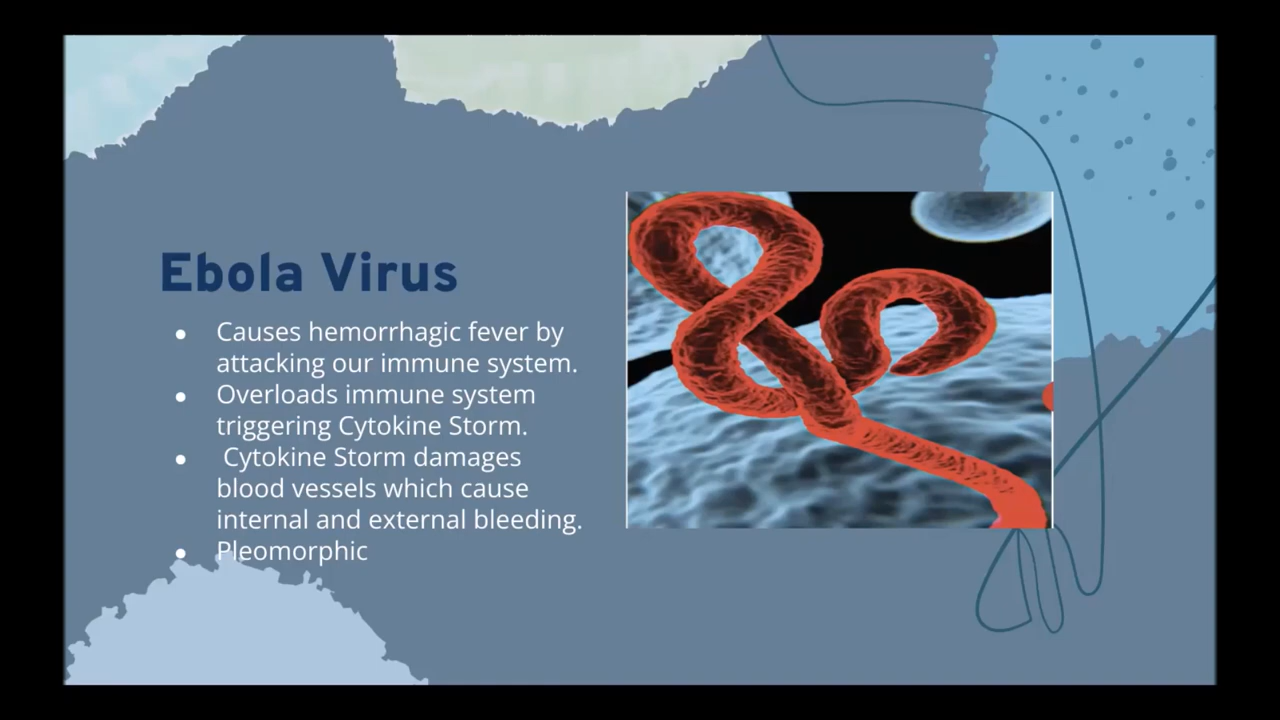 Ebola Virus
● Causes hemorrhagic fever by
attacking our immune system.
● Overloads immune system
triggering Cytokine Storm.
● Cytokine Storm damages
blood vessels which cause
internal and external bleeding.
● Pleomorphic